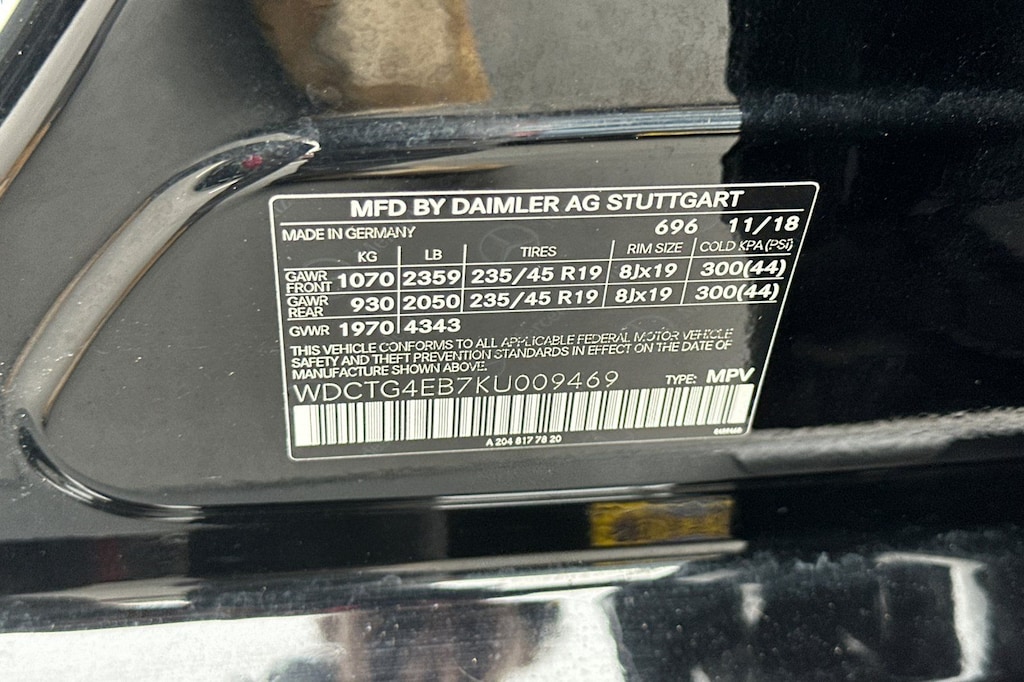 MFD BY DAIMLER AG STUTTGART
MADE IN GERMANY 696 11/18
KG LB TIRES RIM SIZE COLD KPA (PSI)
GAWR FRONT 1070 2359 235/45 R19 8Jx19 300(44)
GAWR REAR 930 2050 235/45 R19 8Jx19 300(44)
GVWR 1970 4343
THIS VEHICLE CONFORMS TO ALL APPLICABLE FEDERAL MOTOR VEHICLE
SAFETY AND THEFT PREVENTION STANDARDS IN EFFECT ON THE DATE OF
MANUFACTURE SHOWN ABOVE.
WDCTG4EB7KU009469 TYPE: MPV
A 204 817 78 20